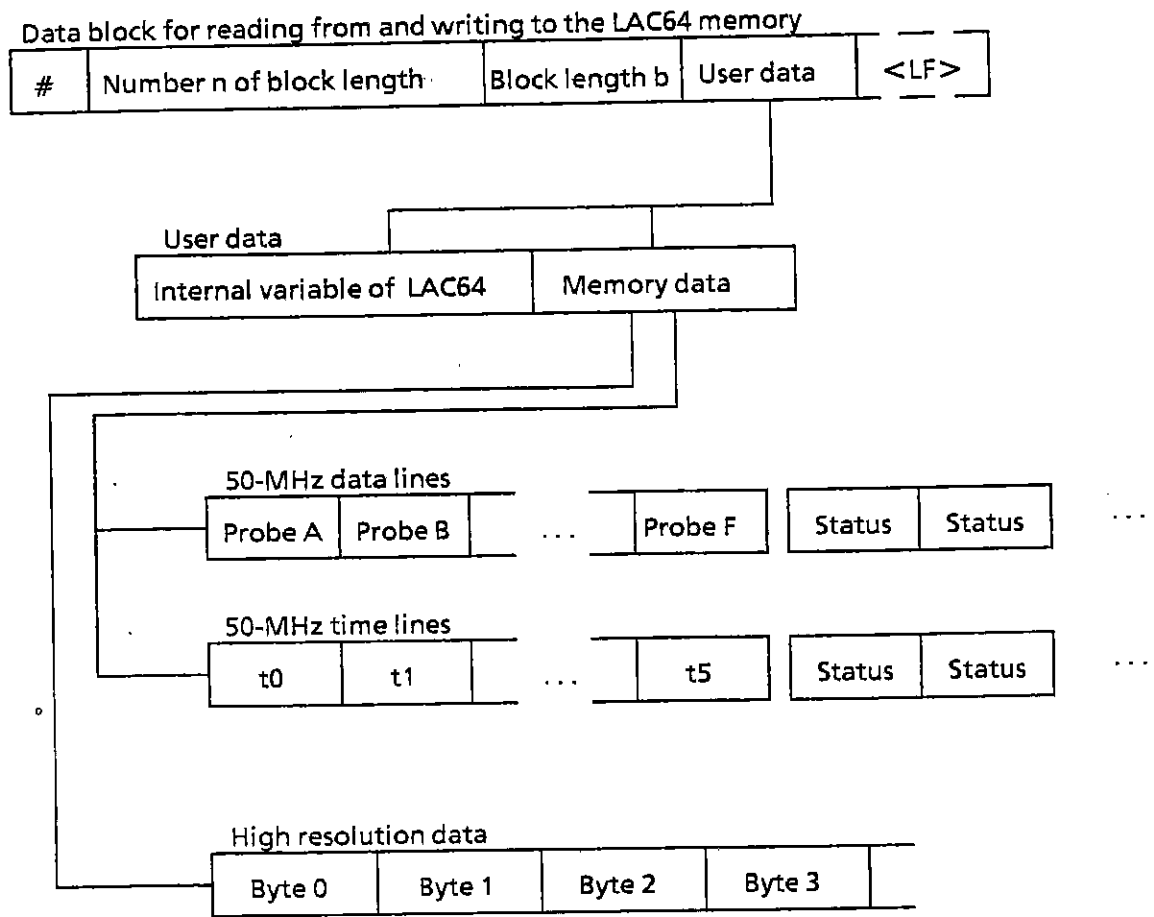 Data block for reading from and writing to the LAC64 memory
# Number n of block length Block length b User data <LF>
User data
Internal variable of LAC64 Memory data
50-MHz data lines
Probe A Probe B ... Probe F Status Status ...
50-MHz time lines
t0 t1 ... t5 Status Status ...
High resolution data
Byte 0 Byte 1 Byte 2 Byte 3